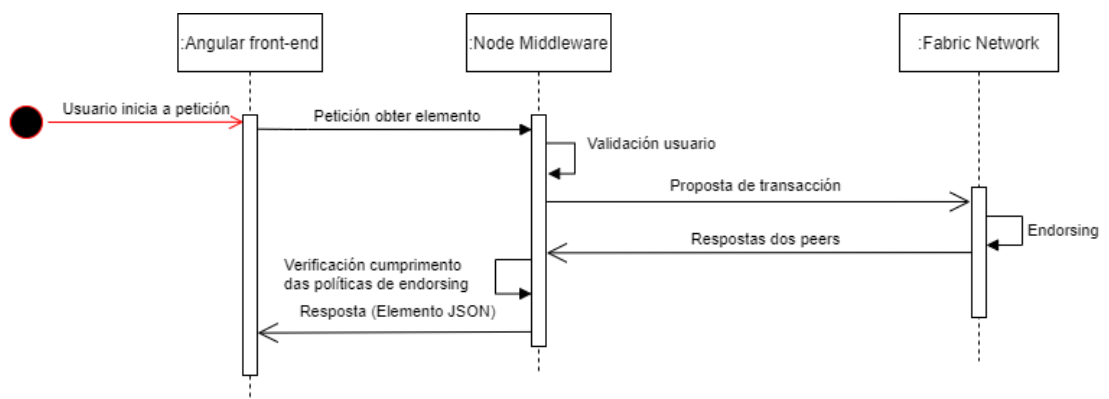 :Angular front-end
:Node Middleware
:Fabric Network
Usuario inicia a petición
Petición obter elemento
Validación usuario
Proposta de transacción
Endorsing
Respostas dos peers
Verificación cumprimento
das políticas de endorsing
Resposta (Elemento JSON)